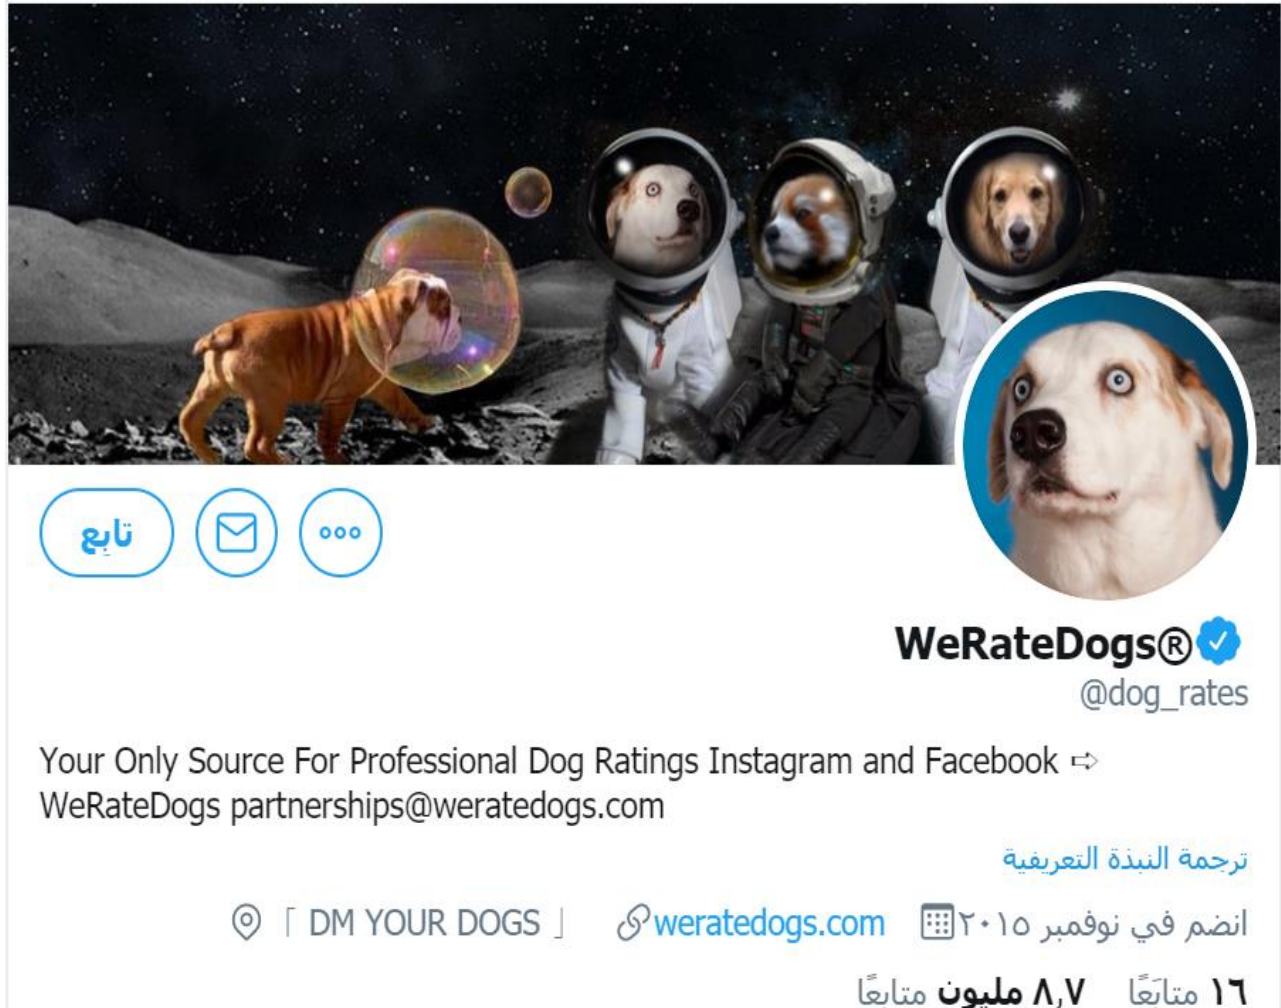 تابِع
WeRateDogs®
@dog_rates
Your Only Source For Professional Dog Ratings Instagram and Facebook ➪
WeRateDogs partnerships@weratedogs.com
ترجمة النبذة التعريفية
انضم في نوفمبر ٢٠١٥ weratedogs.com 「 DM YOUR DOGS 」
١٦ متابَعًا ٨,٧ مليون متابعًا